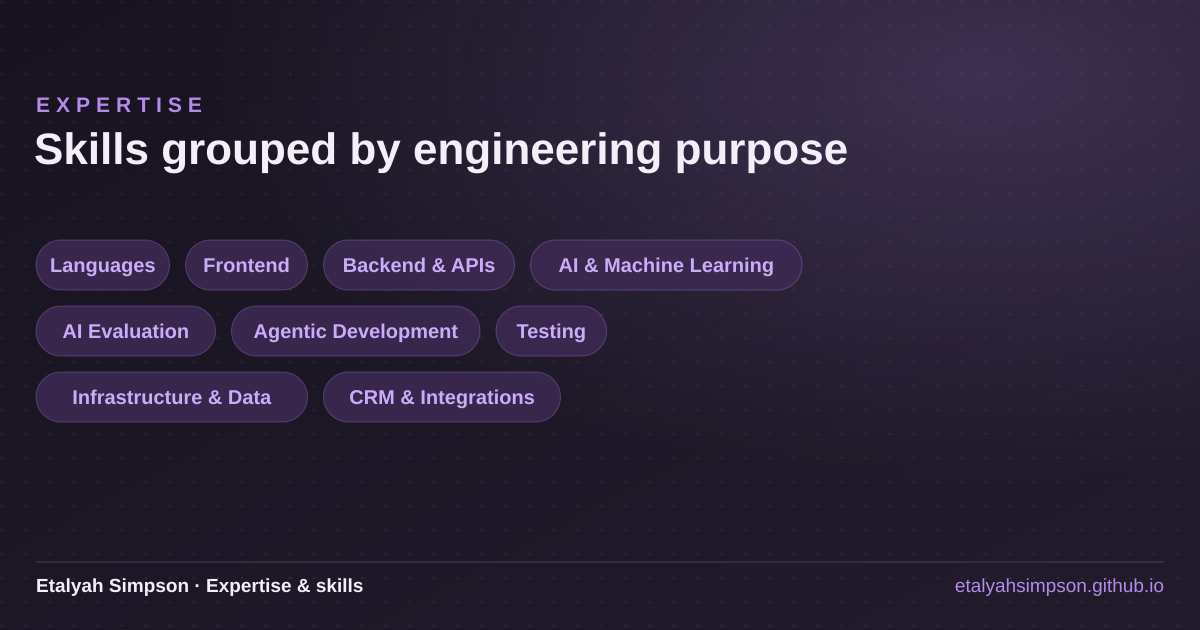 EXPERTISE
Skills grouped by engineering purpose
Languages Frontend Backend & APIs AI & Machine Learning
AI Evaluation Agentic Development Testing
Infrastructure & Data CRM & Integrations
Etalyah Simpson · Expertise & skills etalyahsimpson.github.io